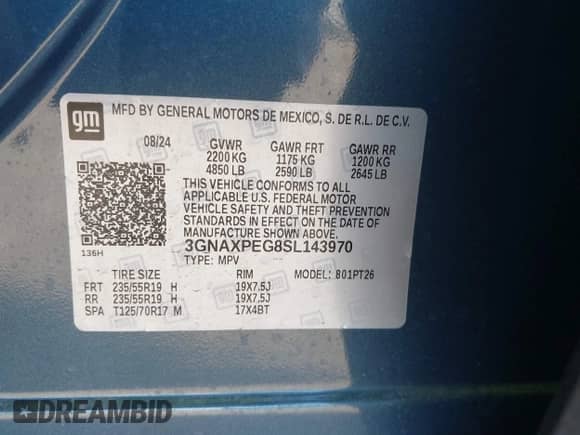 gm
MFD BY GENERAL MOTORS DE MEXICO, S. DE R.L. DE C.V.
08/24 GVWR GAWR FRT GAWR RR
2200 KG 1175 KG 1200 KG
4850 LB 2590 LB 2645 LB
THIS VEHICLE CONFORMS TO ALL
APPLICABLE U.S. FEDERAL MOTOR
VEHICLE SAFETY AND THEFT PREVENTION
STANDARDS IN EFFECT ON THE DATE OF
MANUFACTURE SHOWN ABOVE.
3GNAXPEG8SL143970
136H
TYPE: MPV MODEL: B01PT26
TIRE SIZE RIM
FRT 235/55R19 H 19X7.5J
RR 235/55R19 H 19X7.5J
SPA T125/70R17 M 17X4BT
DREAMBID